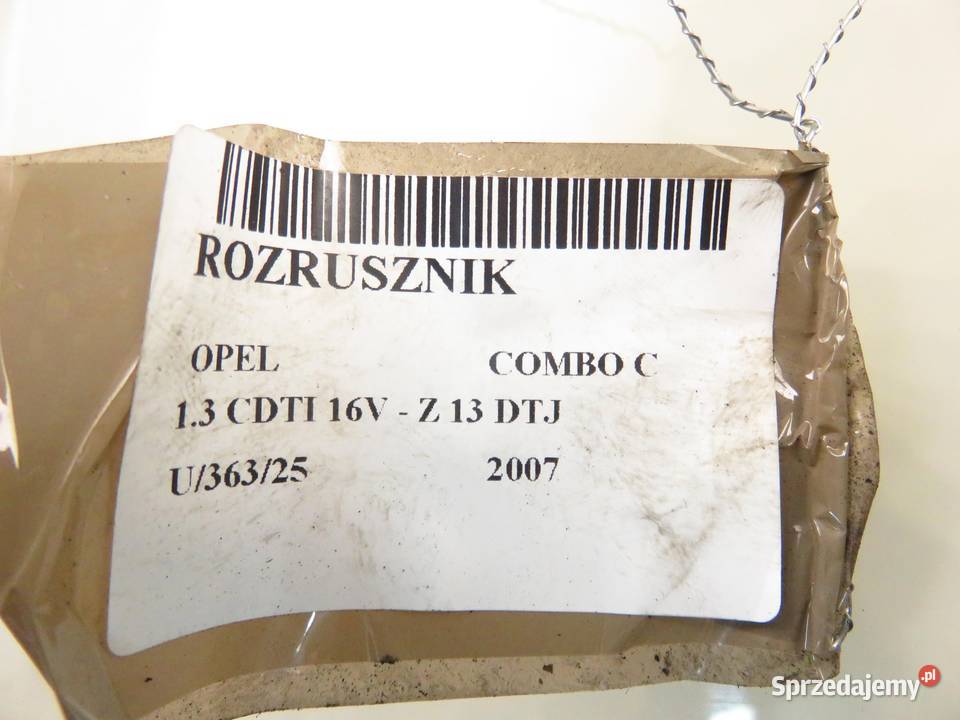 ROZRUSZNIK
OPEL COMBO C
1.3 CDTI 16V - Z 13 DTJ
U/363/25 2007
Sprzedajemy.pl